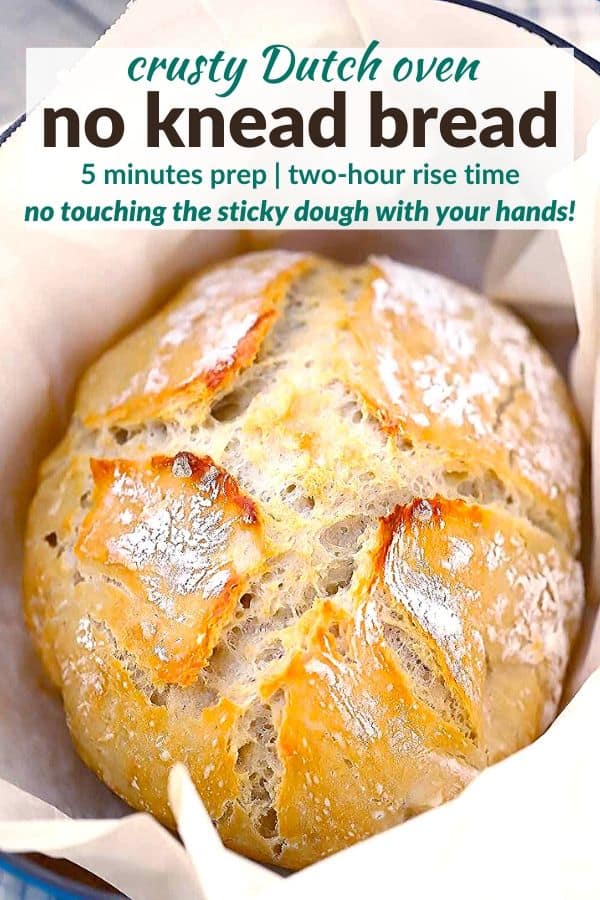 crusty Dutch oven
no knead bread
5 minutes prep | two-hour rise time
no touching the sticky dough with your hands!